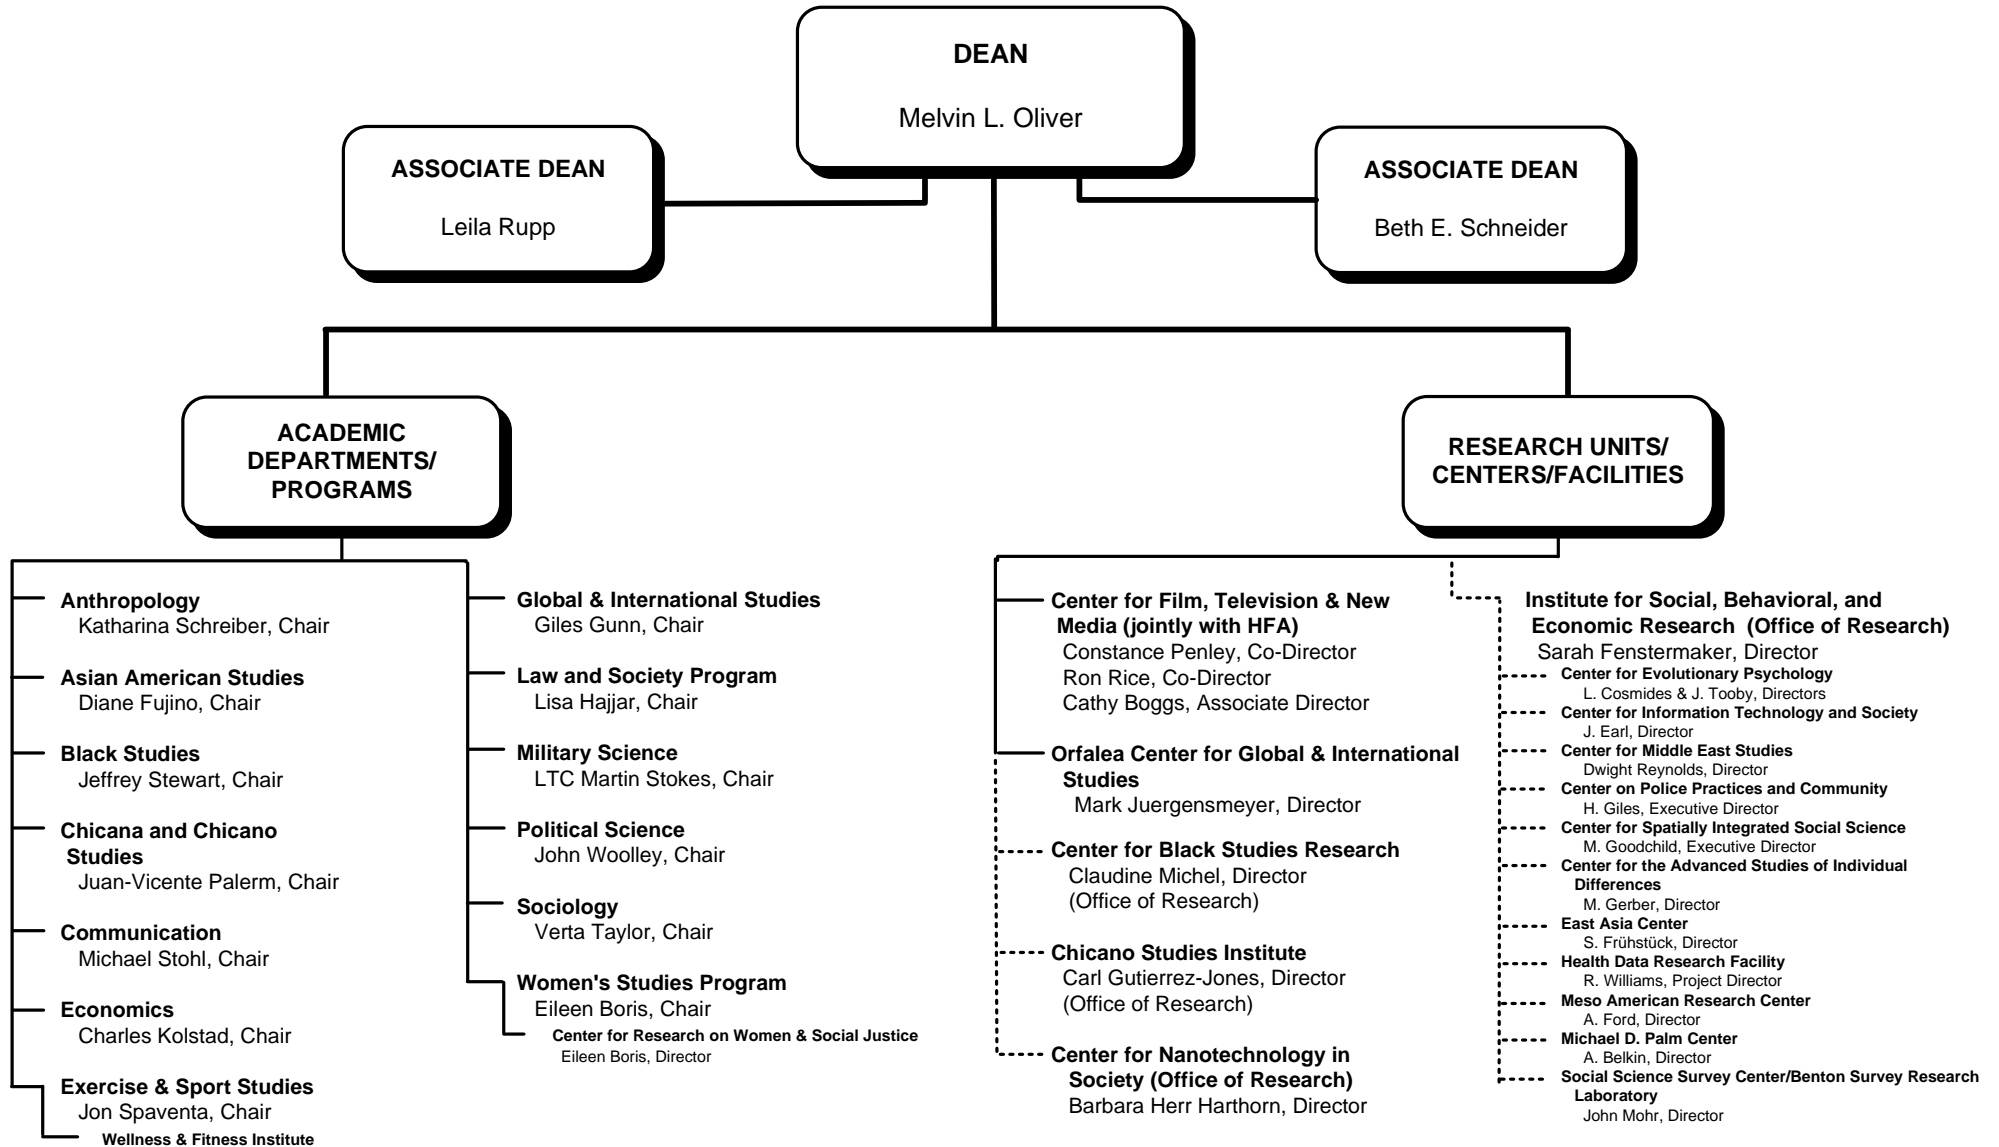 DEAN
Melvin L. Oliver
ASSOCIATE DEAN
Leila Rupp
ASSOCIATE DEAN
Beth E. Schneider
ACADEMIC
DEPARTMENTS/
PROGRAMS
RESEARCH UNITS/
CENTERS/FACILITIES
Anthropology
Katharina Schreiber, Chair
Asian American Studies
Diane Fujino, Chair
Black Studies
Jeffrey Stewart, Chair
Chicana and Chicano
Studies
Juan-Vicente Palerm, Chair
Communication
Michael Stohl, Chair
Economics
Charles Kolstad, Chair
Exercise & Sport Studies
Jon Spaventa, Chair
Wellness & Fitness Institute
Global & International Studies
Giles Gunn, Chair
Law and Society Program
Lisa Hajjar, Chair
Military Science
LTC Martin Stokes, Chair
Political Science
John Woolley, Chair
Sociology
Verta Taylor, Chair
Women's Studies Program
Eileen Boris, Chair
Center for Research on Women & Social Justice
Eileen Boris, Director
Center for Film, Television & New
Media (jointly with HFA)
Constance Penley, Co-Director
Ron Rice, Co-Director
Cathy Boggs, Associate Director
Orfalea Center for Global & International
Studies
Mark Juergensmeyer, Director
Center for Black Studies Research
Claudine Michel, Director
(Office of Research)
Chicano Studies Institute
Carl Gutierrez-Jones, Director
(Office of Research)
Center for Nanotechnology in
Society (Office of Research)
Barbara Herr Harthorn, Director
Institute for Social, Behavioral, and
Economic Research (Office of Research)
Sarah Fenstermaker, Director
Center for Evolutionary Psychology
L. Cosmides & J. Tooby, Directors
Center for Information Technology and Society
J. Earl, Director
Center for Middle East Studies
Dwight Reynolds, Director
Center on Police Practices and Community
H. Giles, Executive Director
Center for Spatially Integrated Social Science
M. Goodchild, Executive Director
Center for the Advanced Studies of Individual
Differences
M. Gerber, Director
East Asia Center
S. Frühstück, Director
Health Data Research Facility
R. Williams, Project Director
Meso American Research Center
A. Ford, Director
Michael D. Palm Center
A. Belkin, Director
Social Science Survey Center/Benton Survey Research
Laboratory
John Mohr, Director